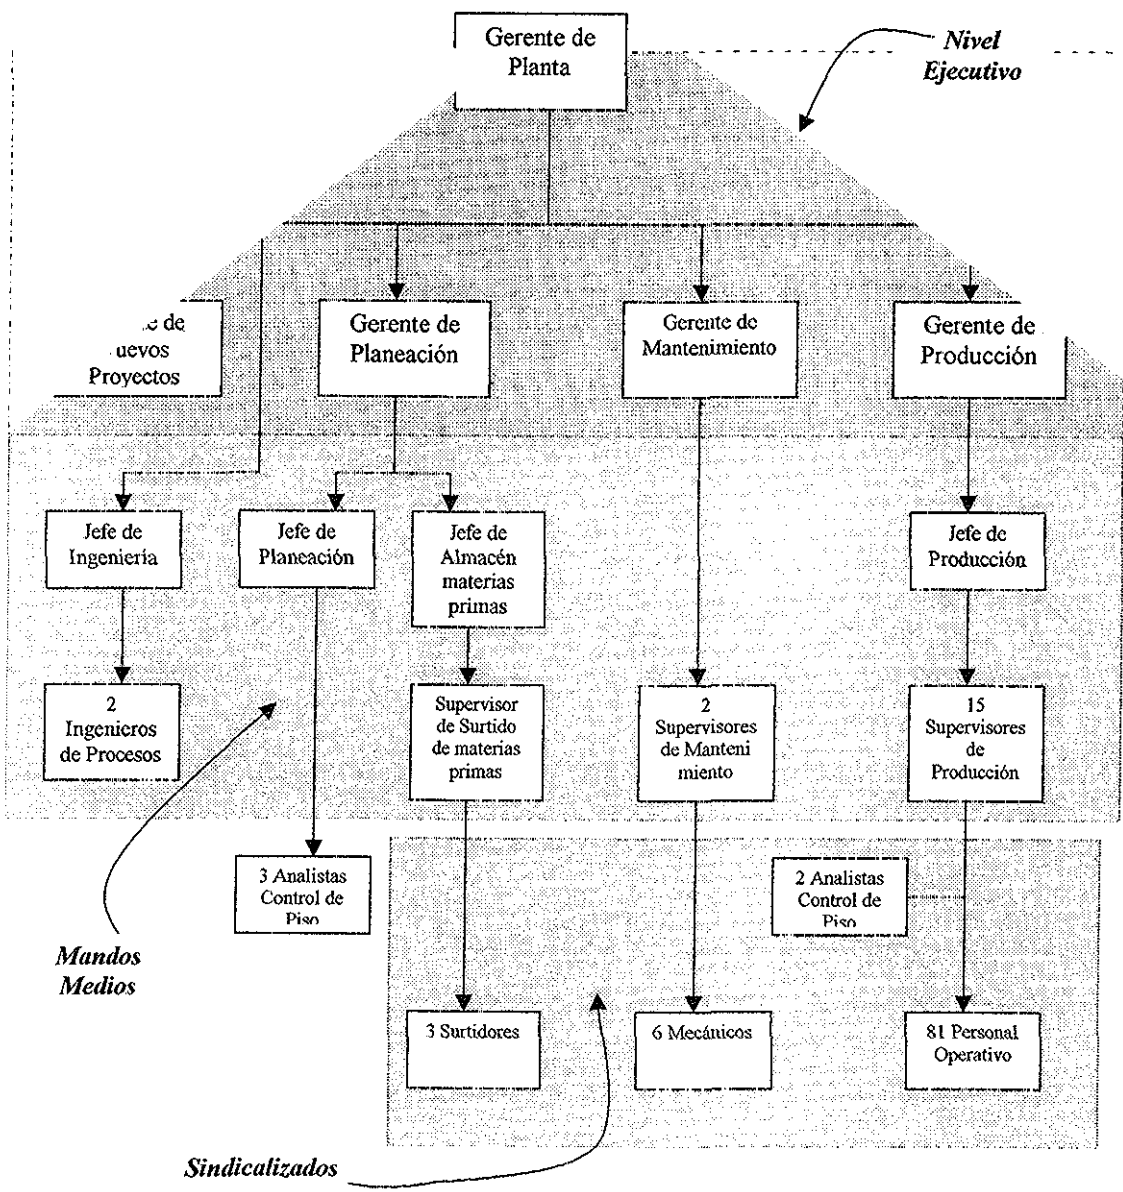 Gerente de
Planta
Nivel
Ejecutivo
de
uevos
Proyectos
Gerente de
Planeación
Gerente de
Mantenimiento
Gerente de
Producción
Jefe de
Ingeniería
Jefe de
Planeación
Jefe de
Almacén
materias
primas
Jefe de
Producción
2
Ingenieros
de Procesos
Supervisor
de Surtido
de materias
primas
2
Supervisores
de Manteni
miento
15
Supervisores
de
Producción
3 Analistas
Control de
Piso
2 Analistas
Control de
Piso
Mandos
Medios
3 Surtidores
6 Mecánicos
81 Personal
Operativo
Sindicalizados